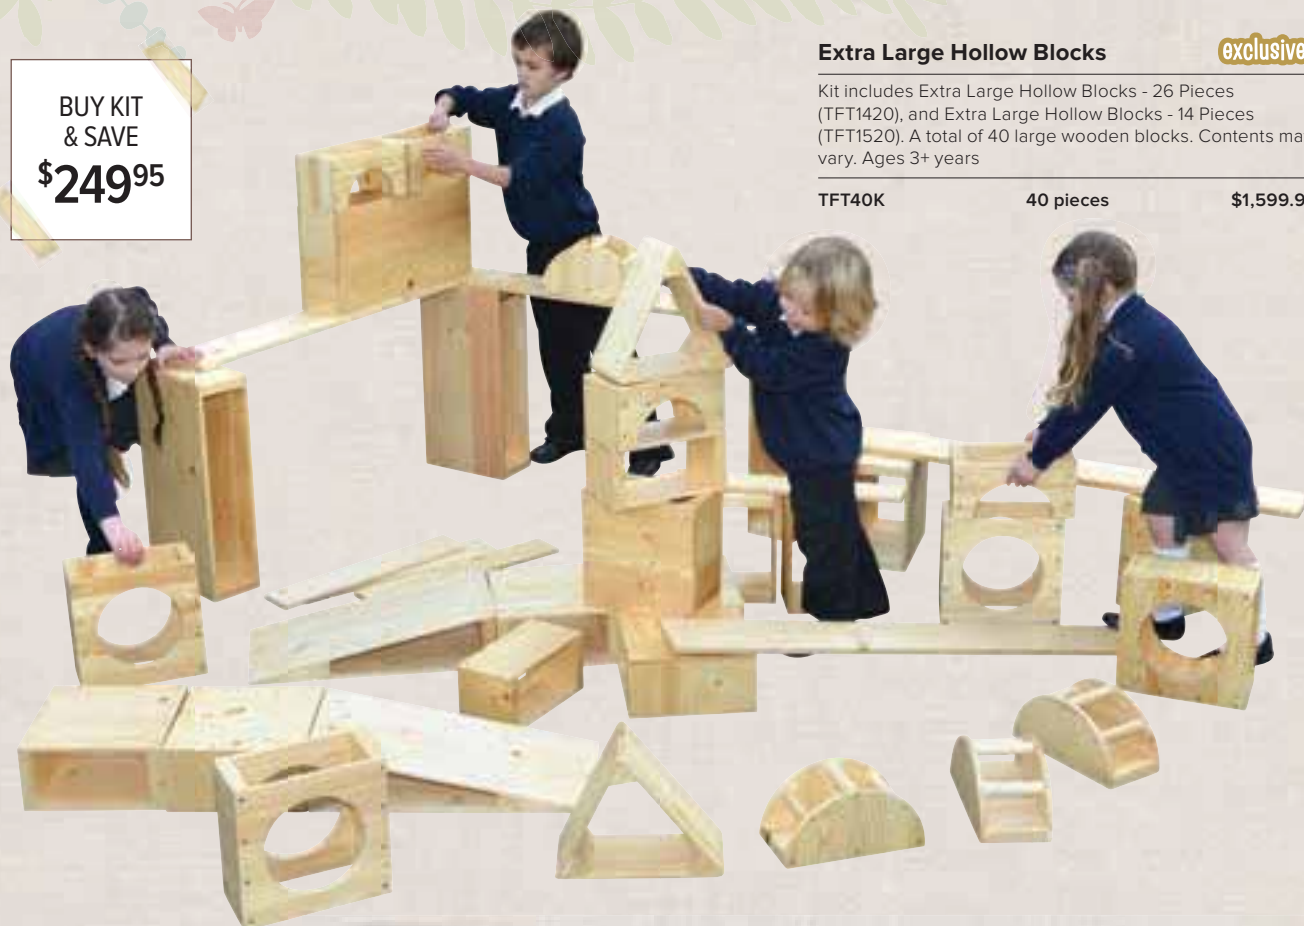 BUY KIT
& SAVE
$249 95
Extra Large Hollow Blocks
exclusive
Kit includes Extra Large Hollow Blocks - 26 Pieces
(TFT1420), and Extra Large Hollow Blocks - 14 Pieces
(TFT1520). A total of 40 large wooden blocks. Contents ma
vary. Ages 3+ years
TFT40K 40 pieces $1,599.9